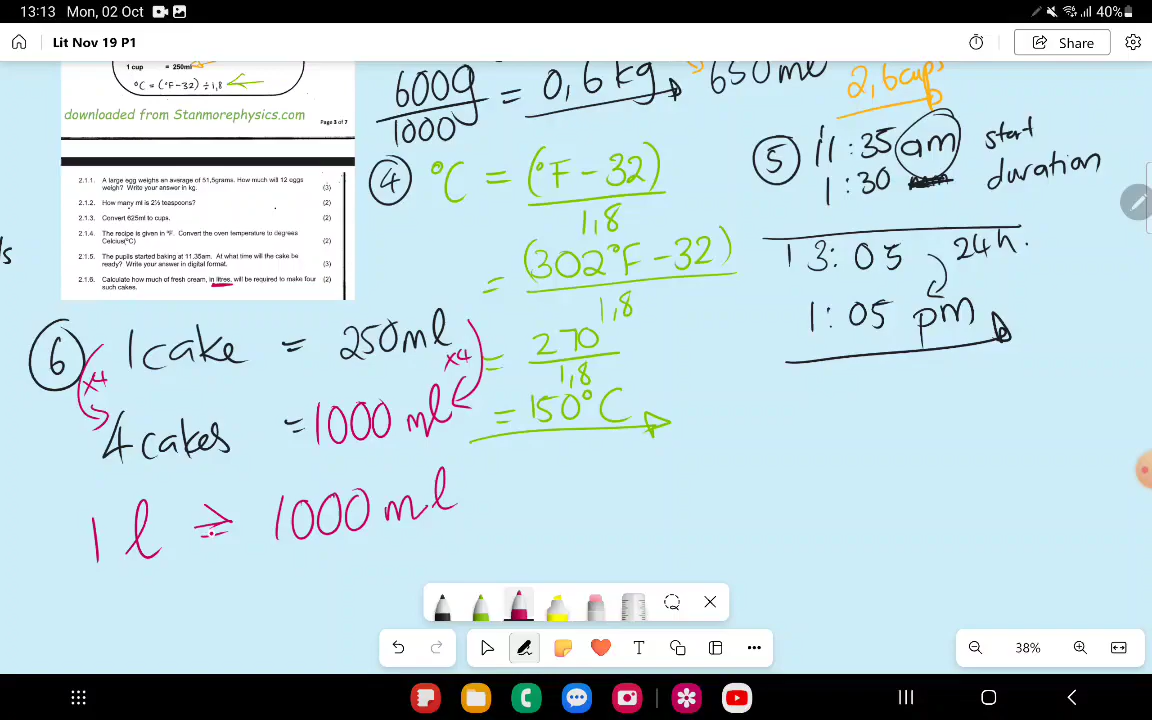 13:13 Mon, 02 Oct
40%
Lit Nov 19 P1
Share
1 cup = 250ml
°C = (°F – 32) ÷ 1,8
downloaded from Stanmorephysics.com
Page 3 of 7
2.1.1. A large egg weighs an average of 51,5grams. How much will 12 eggs
weigh? Write your answer in kg. (3)
2.1.2. How many ml is 2½ teaspoons? (2)
2.1.3. Convert 625ml to cups. (2)
2.1.4. The recipe is given in °F. Convert the oven temperature to degrees
Celcius(°C) (2)
2.1.5. The pupils started baking at 11,35am. At what time will the cake be
ready? Write your answer in digital format. (3)
2.1.6. Calculate how much of fresh cream, in litres, will be required to make four (2)
such cakes.
600g
1000
= 0,6 kg
650ml
2,6cups
④ °C = (°F – 32)
1,8
= (302°F – 32)
1,8
= 270
1,8
= 150°C
⑤ 11:35 am start
1:30 duration
13:05 24h.
1:05 pm
⑥ 1 cake = 250ml
x4 x4
4 cakes = 1000 ml
1 l 1000 ml
38%